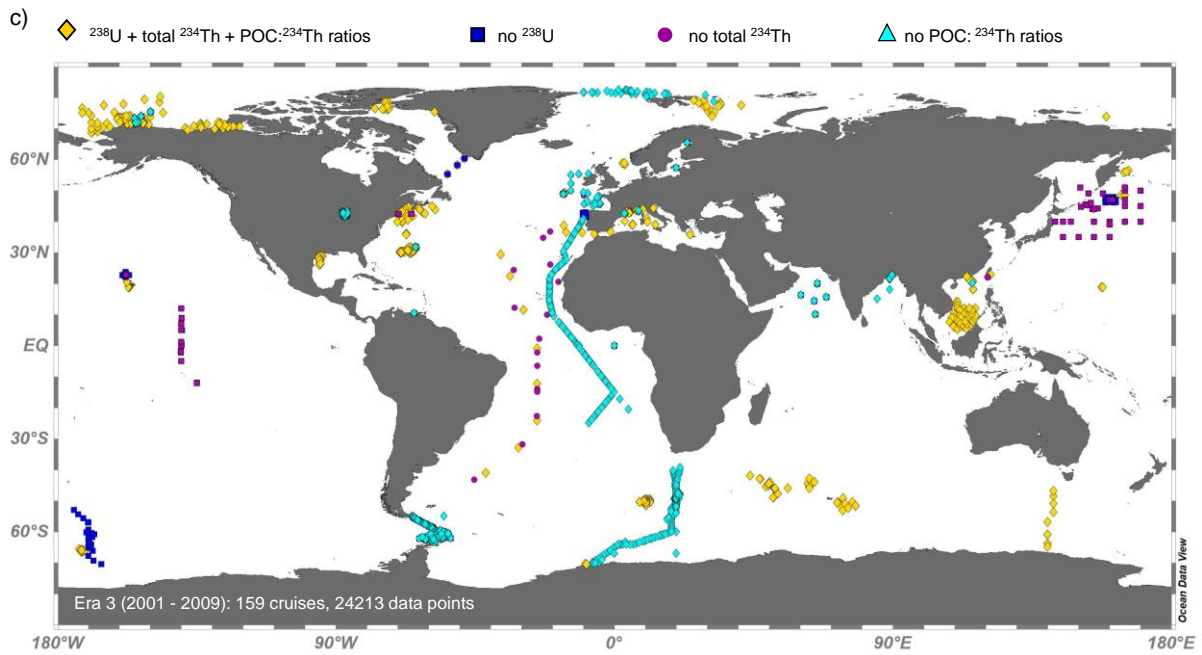 c)
²³⁸U + total ²³⁴Th + POC:²³⁴Th ratios
no ²³⁸U
no total ²³⁴Th
no POC: ²³⁴Th ratios
60°N
30°N
EQ
30°S
60°S
Era 3 (2001 - 2009): 159 cruises, 24213 data points
Ocean Data View
180°W
90°W
0°
90°E
180°E